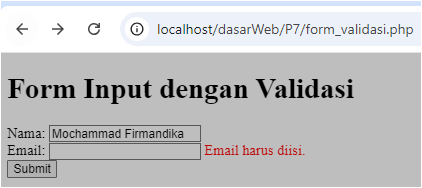 localhost/dasarWeb/P7/form_validasi.php
Form Input dengan Validasi
Nama: Mochammad Firmandika
Email: Email harus diisi.
Submit